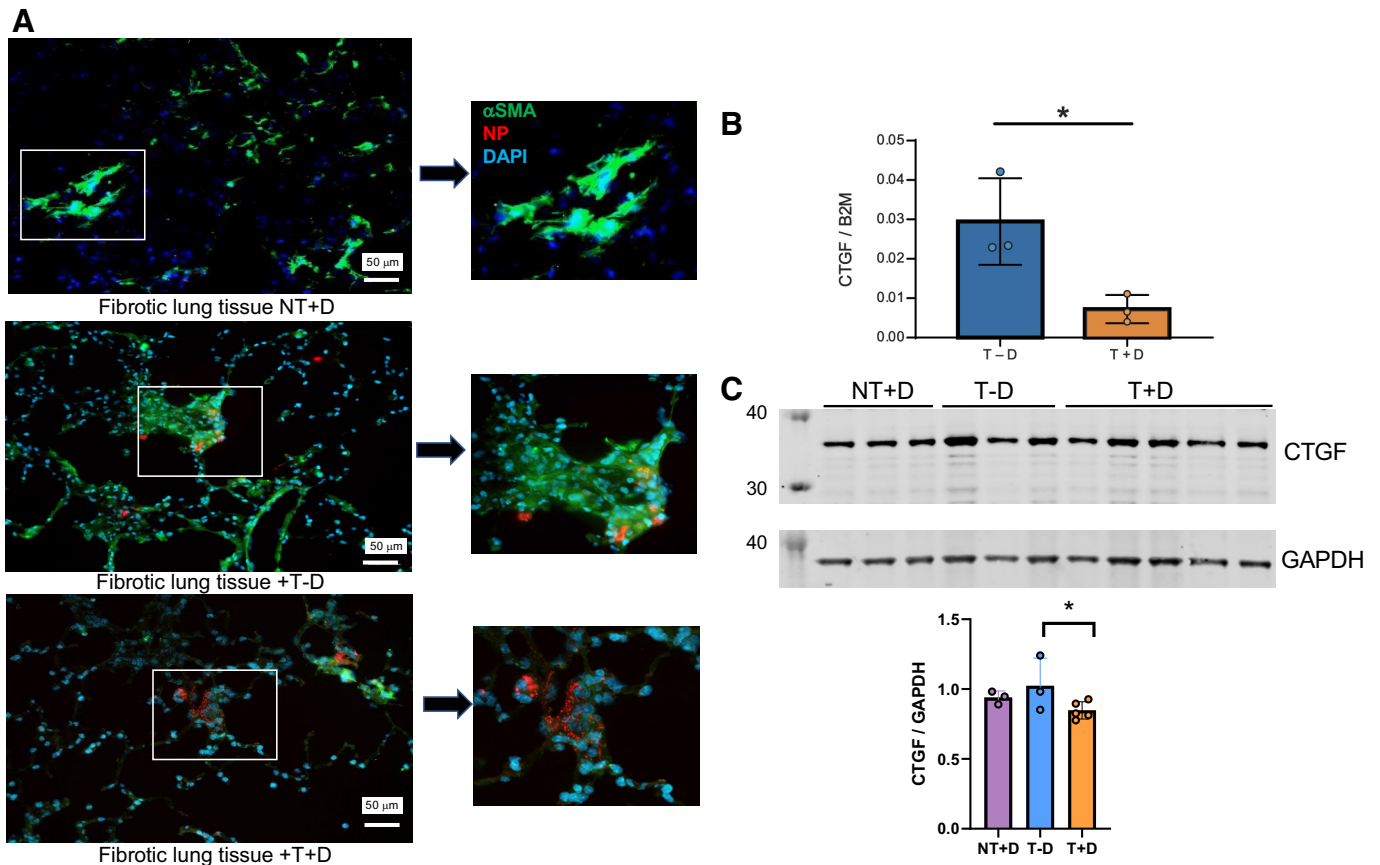 A
αSMA
NP
DAPI
50 μm
Fibrotic lung tissue NT+D
50 μm
Fibrotic lung tissue +T-D
50 μm
Fibrotic lung tissue +T+D
B
*
CTGF / B2M
0.05
0.04
0.03
0.02
0.01
0.00
T – D
T + D
C
NT+D T-D T+D
40
30
CTGF
40
GAPDH
*
CTGF / GAPDH
1.5
1.0
0.5
0.0
NT+D T-D T+D